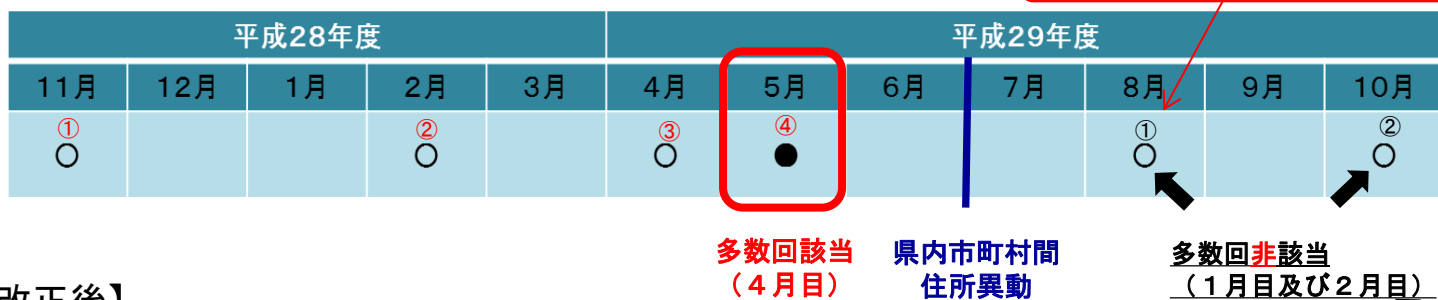 平成28年度 平成29年度
11月 12月 1月 2月 3月 4月 5月 6月 7月 8月 9月 10月
① ② ③ ④ ① ②
○ ○ ○ ● ○ ○
多数回該当
（4月目）
県内市町村間
住所異動
多数回非該当
（1月目及び2月目）
改正後】